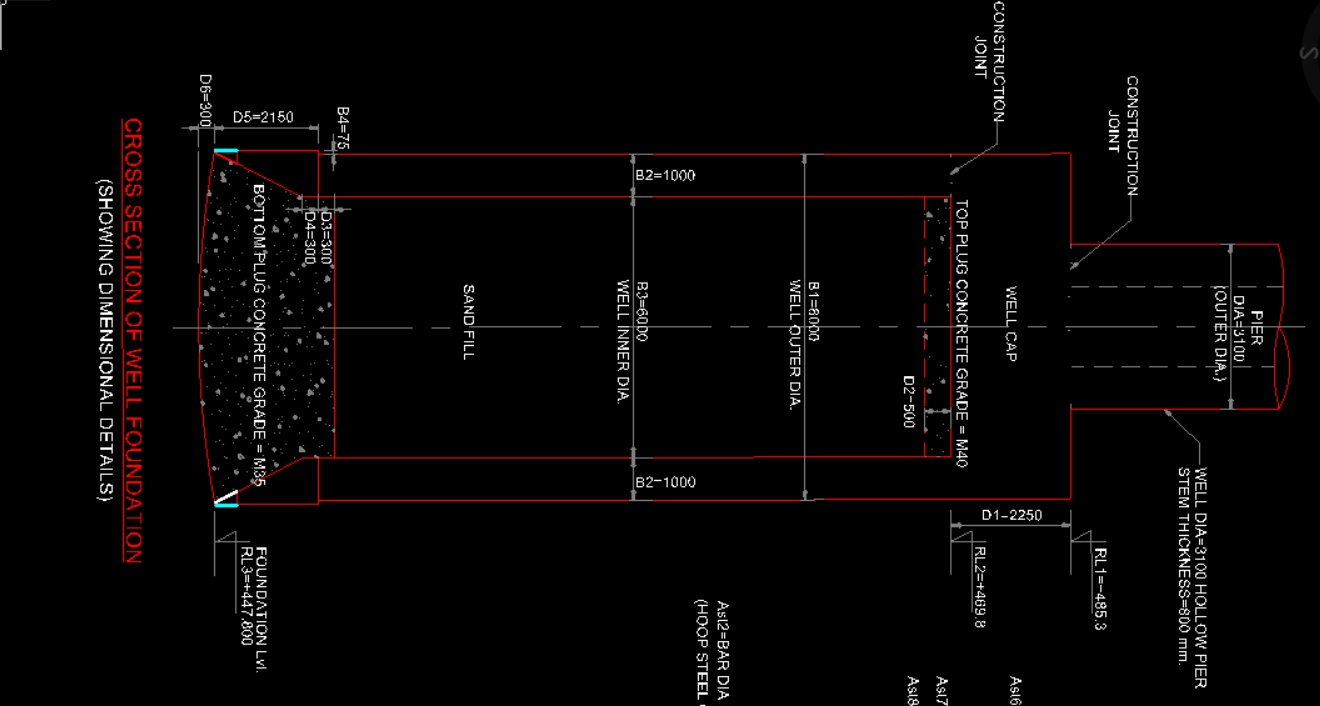 CONSTRUCTION
JOINT
CONSTRUCTION
JOINT
D6=300
D5=2150
B4=75
B2=1000
CROSS SECTION OF WELL FOUNDATION
(SHOWING DIMENSIONAL DETAILS)
BOTTOM PLUG CONCRETE GRADE = M35
D3=300
D4=300
SAND FILL
B3=6000
WELL INNER DIA.
B1=8000
WELL OUTER DIA.
TOP PLUG CONCRETE GRADE = M40
WELL CAP
PIER
DIA=3100
(OUTER DIA.)
D2-500
B2-1000
D1-2250
WELL DIA=3100 HOLLOW PIER
STEM THICKNESS=800 mm.
FOUNDATION Lvl.
RL3=+447.800
RL2=+469.8
RL1=-485.3
Ast2=BAR DIA
(HOOP STEEL
Ast8
Ast7
Ast6
S